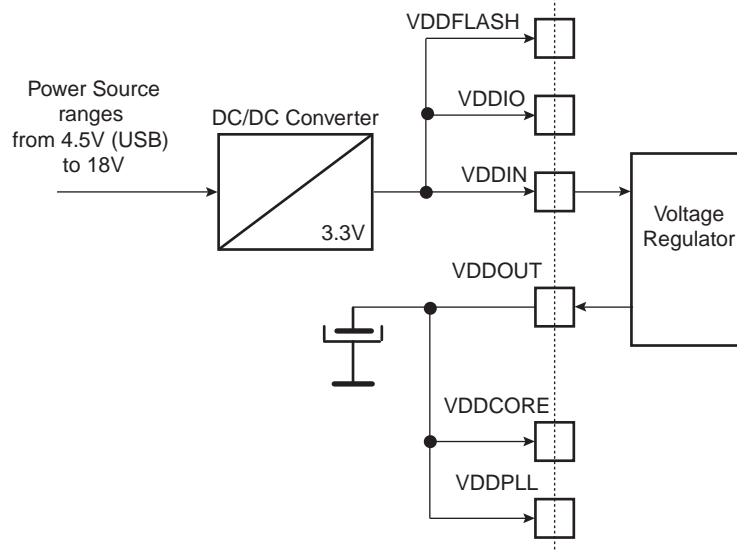 VDDFLASH
Power Source
ranges
from 4.5V (USB)
to 18V
DC/DC Converter
VDDIO
VDDIN
3.3V
Voltage
Regulator
VDDOUT
VDDCORE
VDDPLL